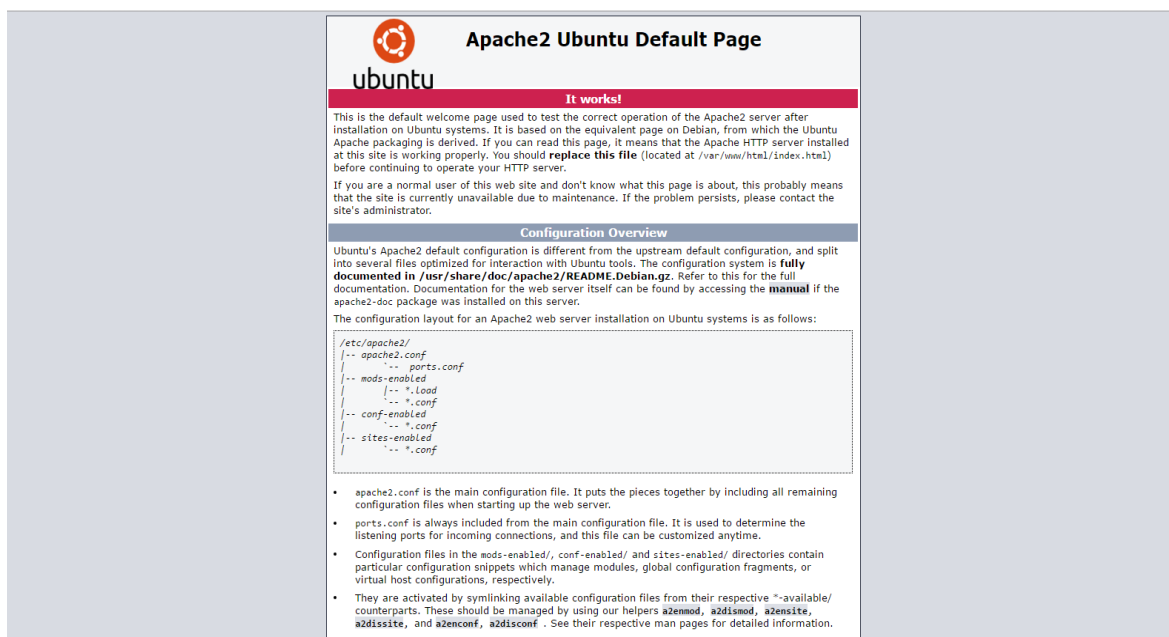 ubuntu
Apache2 Ubuntu Default Page
It works!
This is the default welcome page used to test the correct operation of the Apache2 server after
installation on Ubuntu systems. It is based on the equivalent page on Debian, from which the Ubuntu
Apache packaging is derived. If you can read this page, it means that the Apache HTTP server installed
at this site is working properly. You should replace this file (located at /var/www/html/index.html)
before continuing to operate your HTTP server.
If you are a normal user of this web site and don't know what this page is about, this probably means
that the site is currently unavailable due to maintenance. If the problem persists, please contact the
site's administrator.
Configuration Overview
Ubuntu's Apache2 default configuration is different from the upstream default configuration, and split
into several files optimized for interaction with Ubuntu tools. The configuration system is fully
documented in /usr/share/doc/apache2/README.Debian.gz. Refer to this for the full
documentation. Documentation for the web server itself can be found by accessing the manual if the
apache2-doc package was installed on this server.
The configuration layout for an Apache2 web server installation on Ubuntu systems is as follows:
/etc/apache2/
|-- apache2.conf
|       `--  ports.conf
|-- mods-enabled
|       |-- *.load
|       `-- *.conf
|-- conf-enabled
|       `-- *.conf
|-- sites-enabled
|       `-- *.conf
• apache2.conf is the main configuration file. It puts the pieces together by including all remaining
configuration files when starting up the web server.
• ports.conf is always included from the main configuration file. It is used to determine the
listening ports for incoming connections, and this file can be customized anytime.
• Configuration files in the mods-enabled/, conf-enabled/ and sites-enabled/ directories contain
particular configuration snippets which manage modules, global configuration fragments, or
virtual host configurations, respectively.
• They are activated by symlinking available configuration files from their respective *-available/
counterparts. These should be managed by using our helpers a2enmod, a2dismod, a2ensite,
a2dissite, and a2enconf, a2disconf . See their respective man pages for detailed information.